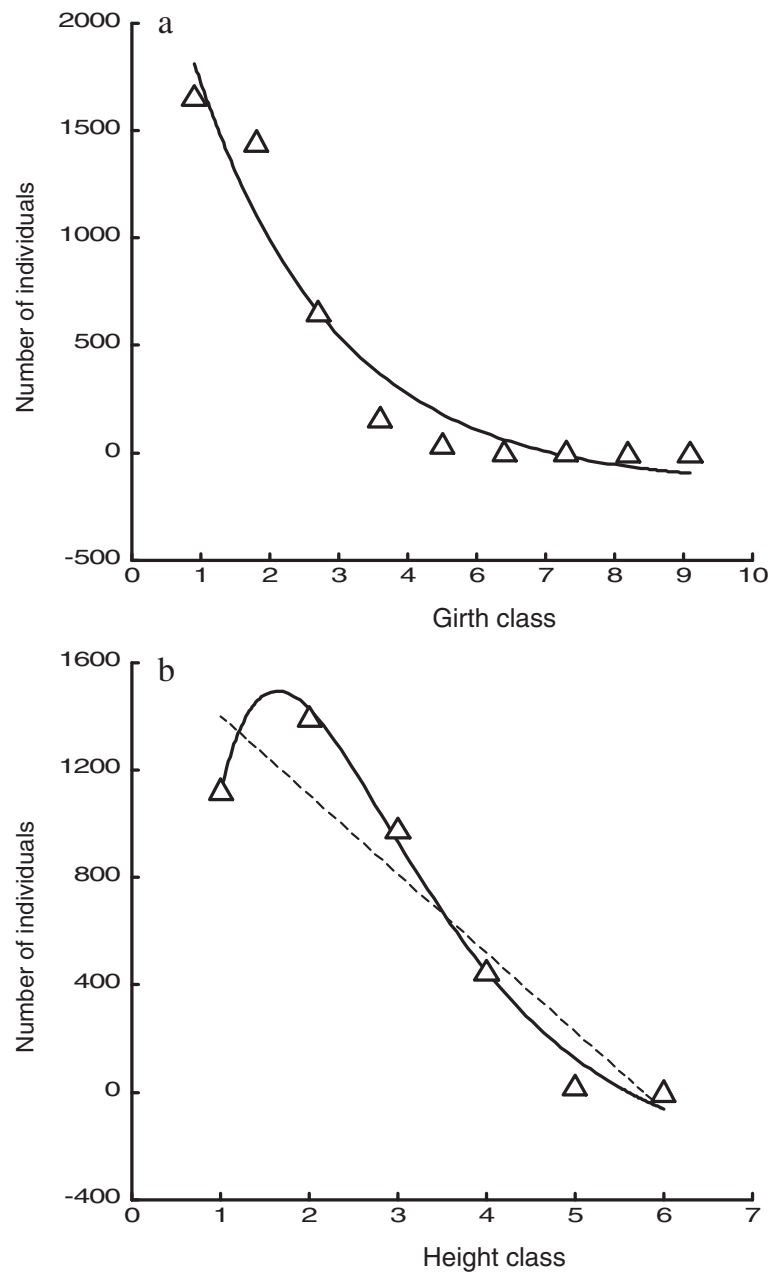 a
2000
1500
1000
500
0
-500
0 1 2 3 4 5 6 7 8 9 10
Number of individuals
Girth class
b
1600
1200
800
400
0
-400
0 1 2 3 4 5 6 7
Number of individuals
Height class